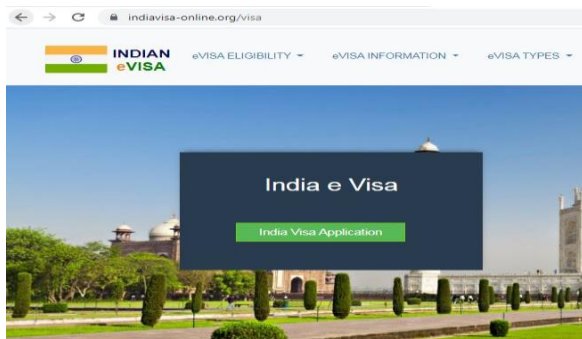 indiavisa-online.org/visa
INDIAN eVISA ELIGIBILITY eVISA INFORMATION eVISA TYPES
eVISA
India e Visa
India Visa Application